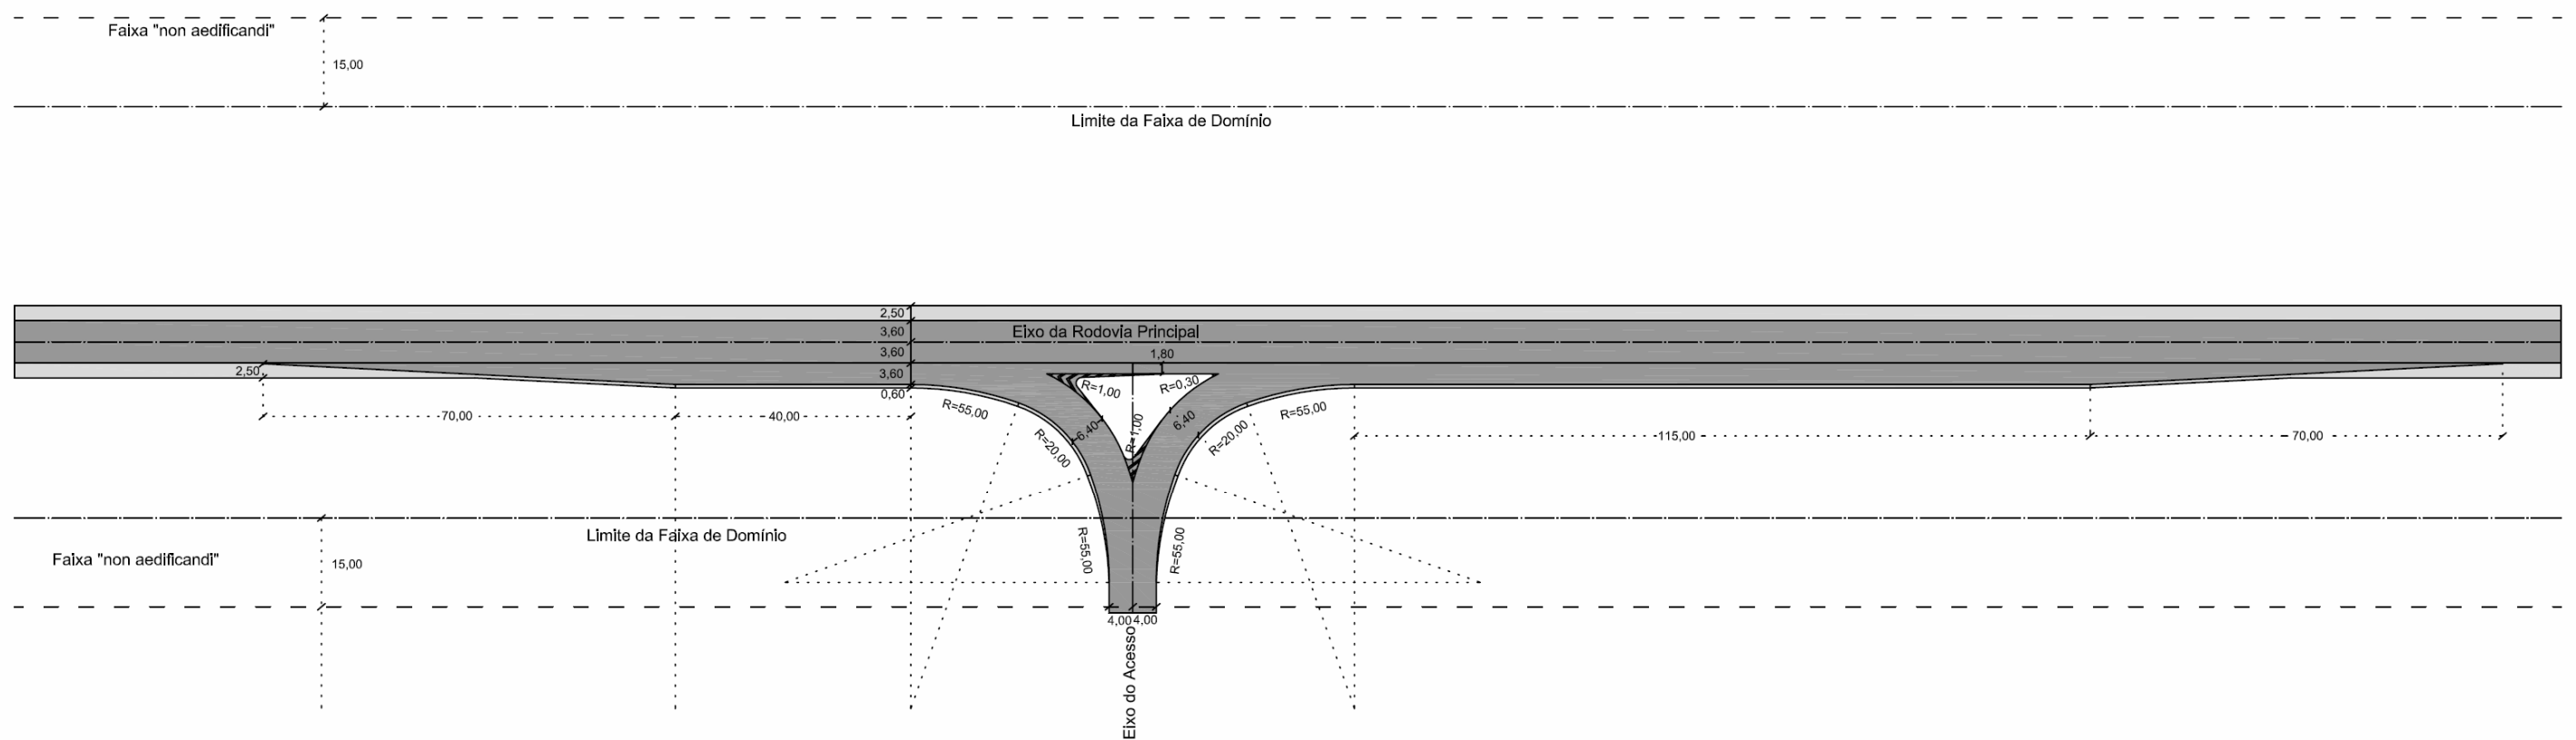 Faixa "non aedificandi"
15,00
Limite da Faixa de Domínio
2,50
3,60
Eixo da Rodovia Principal
3,60
1,80
2,50
3,60
0,60
R=1,00
R=0,30
70,00
40,00
R=55,00
R=20,00
6,40
R=1,00
6,40
R=20,00
R=55,00
115,00
70,00
Limite da Faixa de Domínio
Faixa "non aedificandi"
15,00
R=55,00
R=55,00
4,00
4,00
Eixo do Acesso